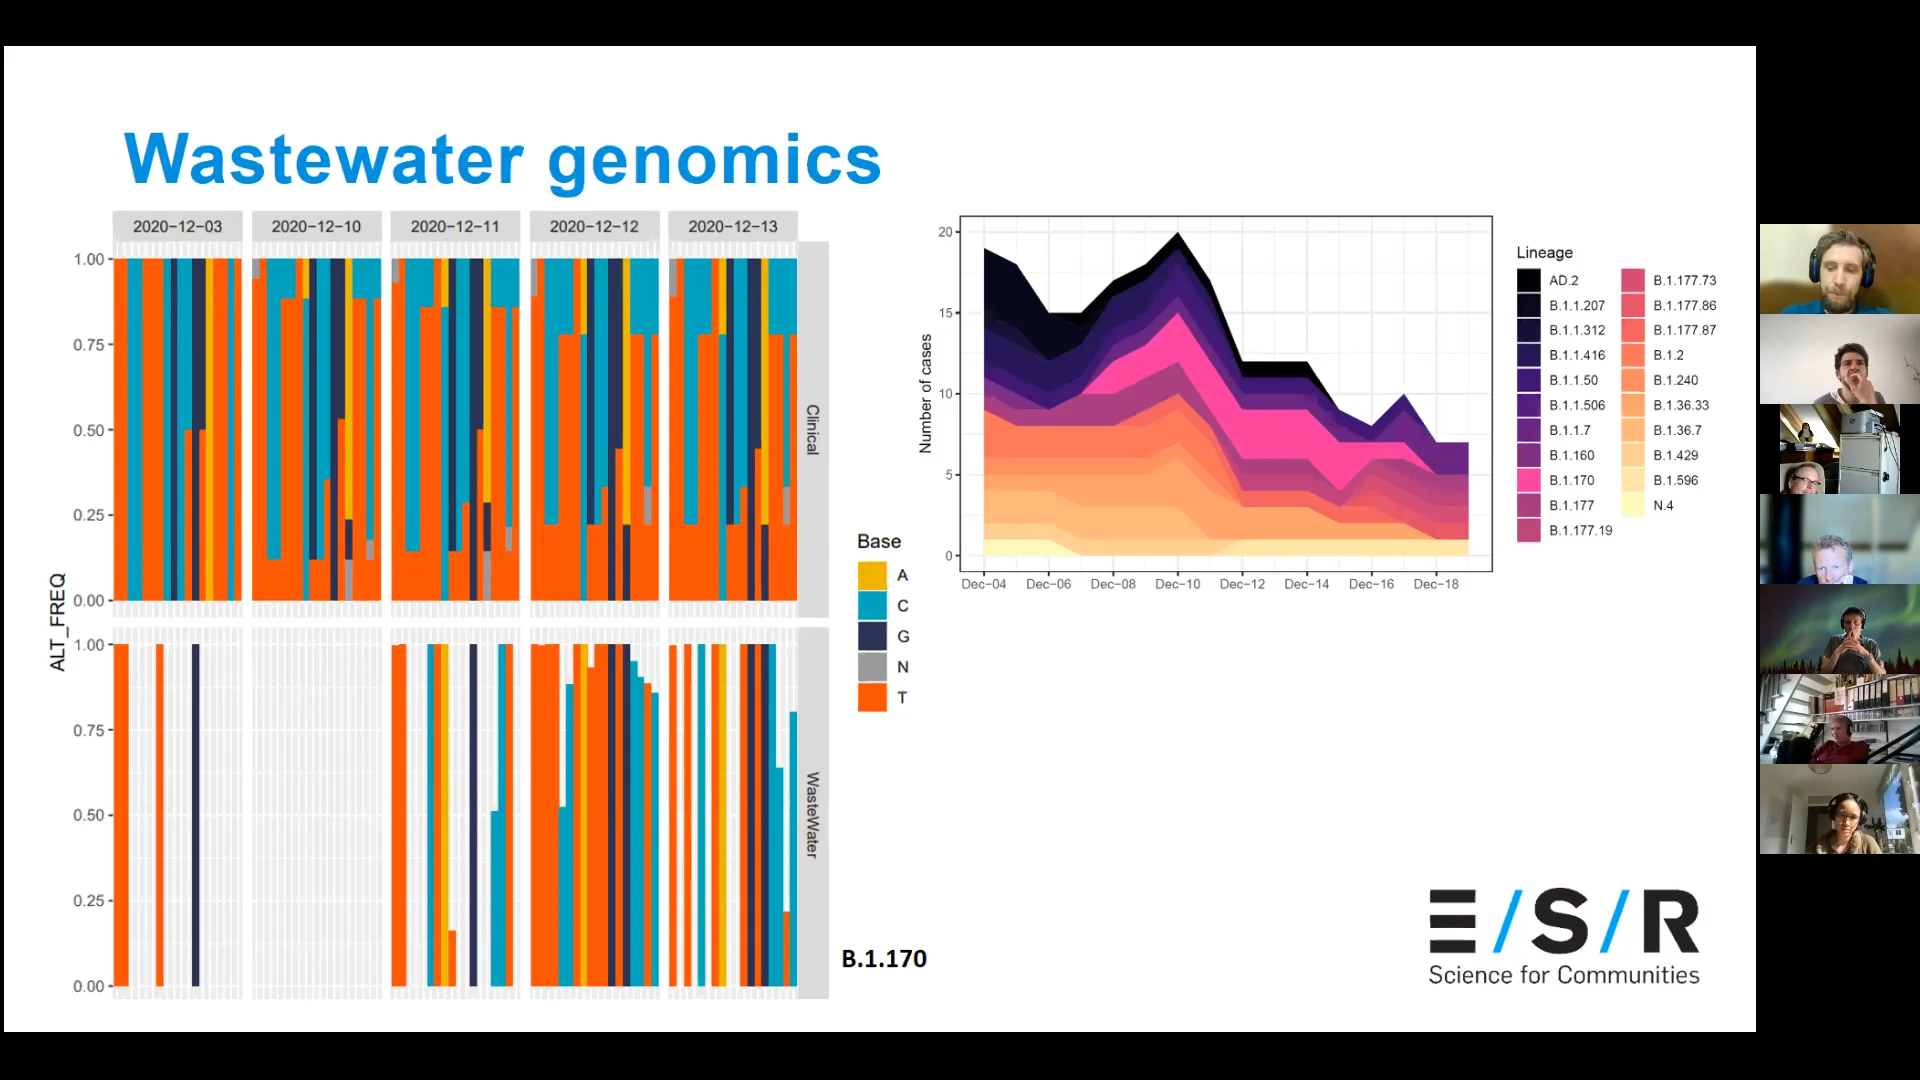 Wastewater genomics
2020-12-03
2020-12-10
2020-12-11
2020-12-12
2020-12-13
1.00
0.75
0.50
0.25
0.00
Clinical
ALT_FREQ
1.00
0.75
0.50
0.25
0.00
WasteWater
Base
A
C
G
N
T
B.1.170
Number of cases
20
15
10
5
0
Dec-04
Dec-06
Dec-08
Dec-10
Dec-12
Dec-14
Dec-16
Dec-18
Lineage
AD.2
B.1.1.207
B.1.1.312
B.1.1.416
B.1.1.50
B.1.1.506
B.1.1.7
B.1.160
B.1.170
B.1.177
B.1.177.19
B.1.177.73
B.1.177.86
B.1.177.87
B.1.2
B.1.240
B.1.36.33
B.1.36.7
B.1.429
B.1.596
N.4
E/S/R
Science for Communities